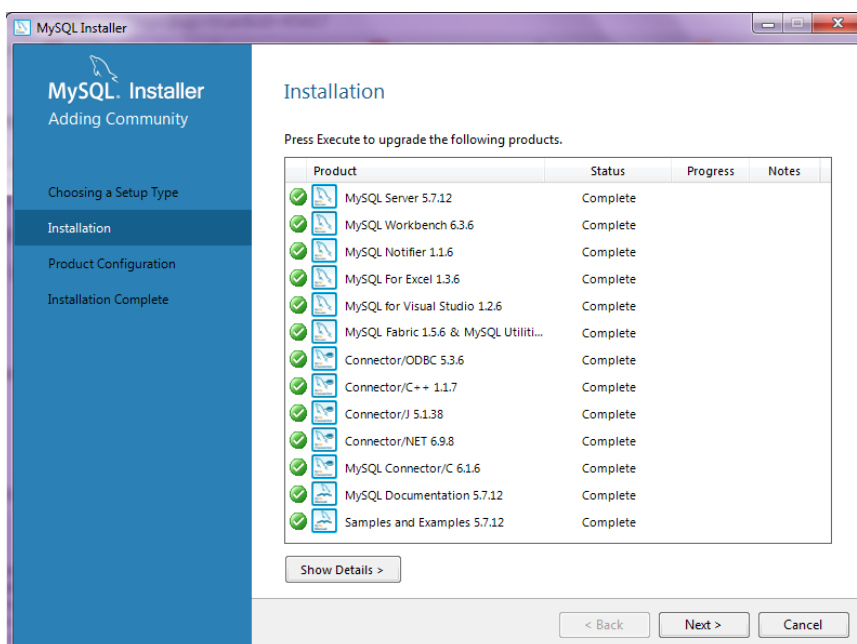 MySQL Installer
MySQL. Installer
Adding Community
Choosing a Setup Type
Installation
Product Configuration
Installation Complete
Installation
Press Execute to upgrade the following products.
Product Status Progress Notes
MySQL Server 5.7.12 Complete
MySQL Workbench 6.3.6 Complete
MySQL Notifier 1.1.6 Complete
MySQL For Excel 1.3.6 Complete
MySQL for Visual Studio 1.2.6 Complete
MySQL Fabric 1.5.6 & MySQL Utiliti... Complete
Connector/ODBC 5.3.6 Complete
Connector/C++ 1.1.7 Complete
Connector/J 5.1.38 Complete
Connector/NET 6.9.8 Complete
MySQL Connector/C 6.1.6 Complete
MySQL Documentation 5.7.12 Complete
Samples and Examples 5.7.12 Complete
Show Details >
< Back Next > Cancel